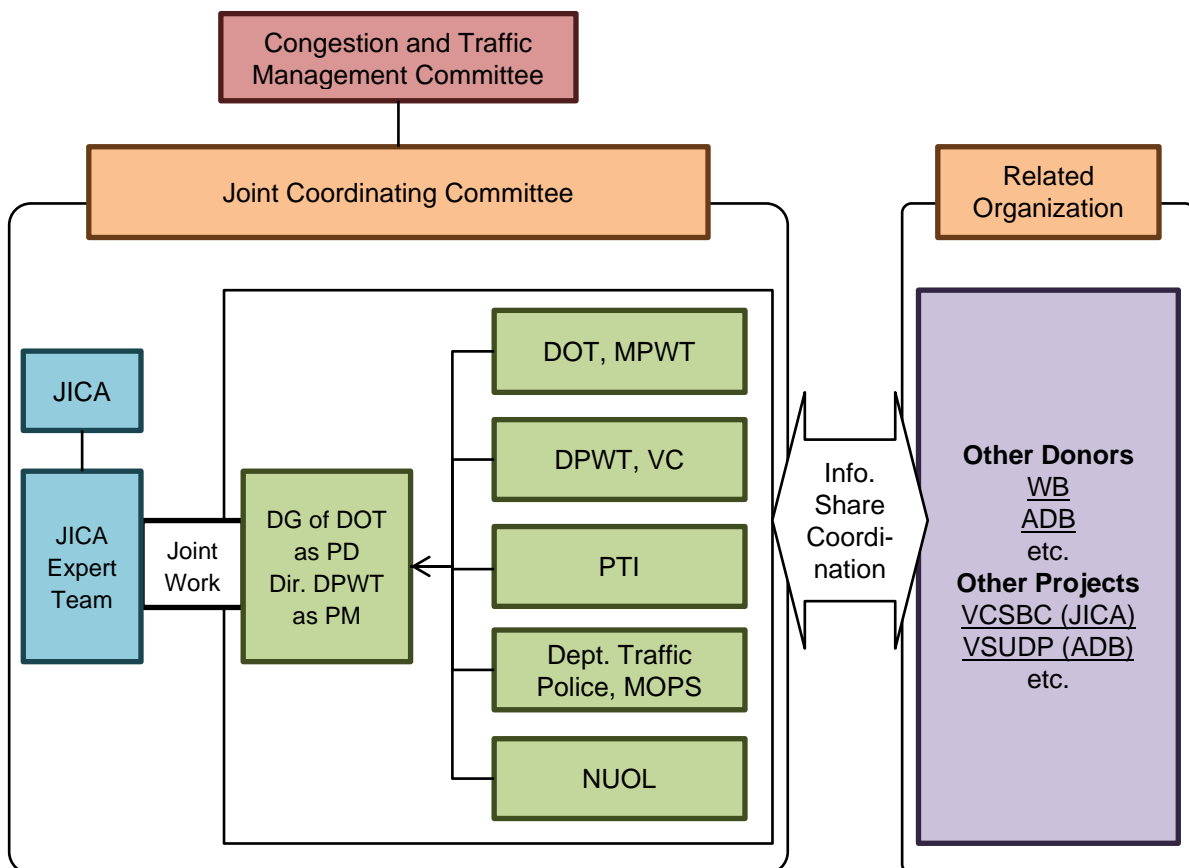 Congestion and Traffic
Management Committee
Joint Coordinating Committee
Related
Organization
JICA
JICA
Expert
Team
Joint
Work
DG of DOT
as PD
Dir. DPWT
as PM
DOT, MPWT
DPWT, VC
PTI
Dept. Traffic
Police, MOPS
NUOL
Info.
Share
Coordi-
nation
Other Donors
WB
ADB
etc.
Other Projects
VCSBC (JICA)
VSUDP (ADB)
etc.